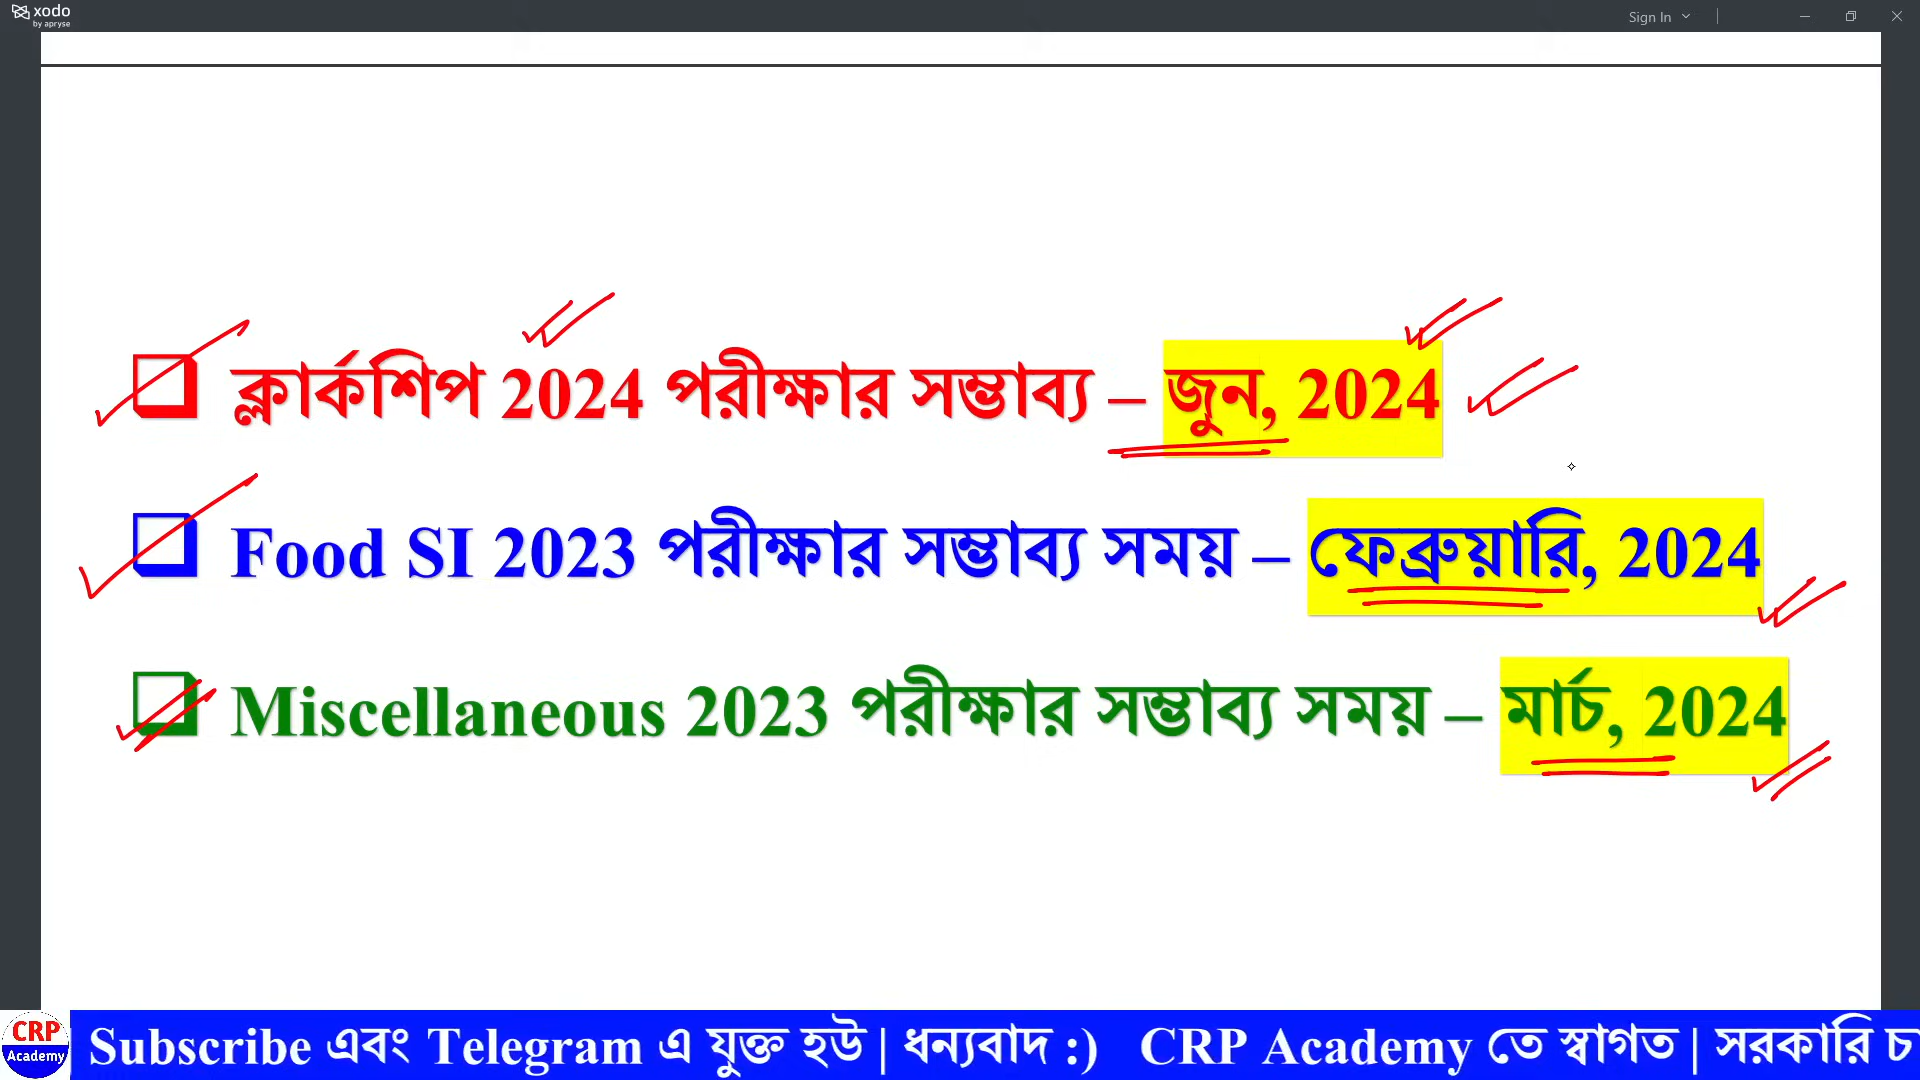 xodo
by apryse
Sign In
❑ ক্লার্কশিপ 2024 পরীক্ষার সম্ভাব্য – জুন, 2024
❑ Food SI 2023 পরীক্ষার সম্ভাব্য সময় – ফেব্রুয়ারি, 2024
❑ Miscellaneous 2023 পরীক্ষার সম্ভাব্য সময় – মার্চ, 2024
CRP
Academy
Subscribe এবং Telegram এ যুক্ত হউ | ধন্যবাদ :) CRP Academy তে স্বাগত | সরকারি চা